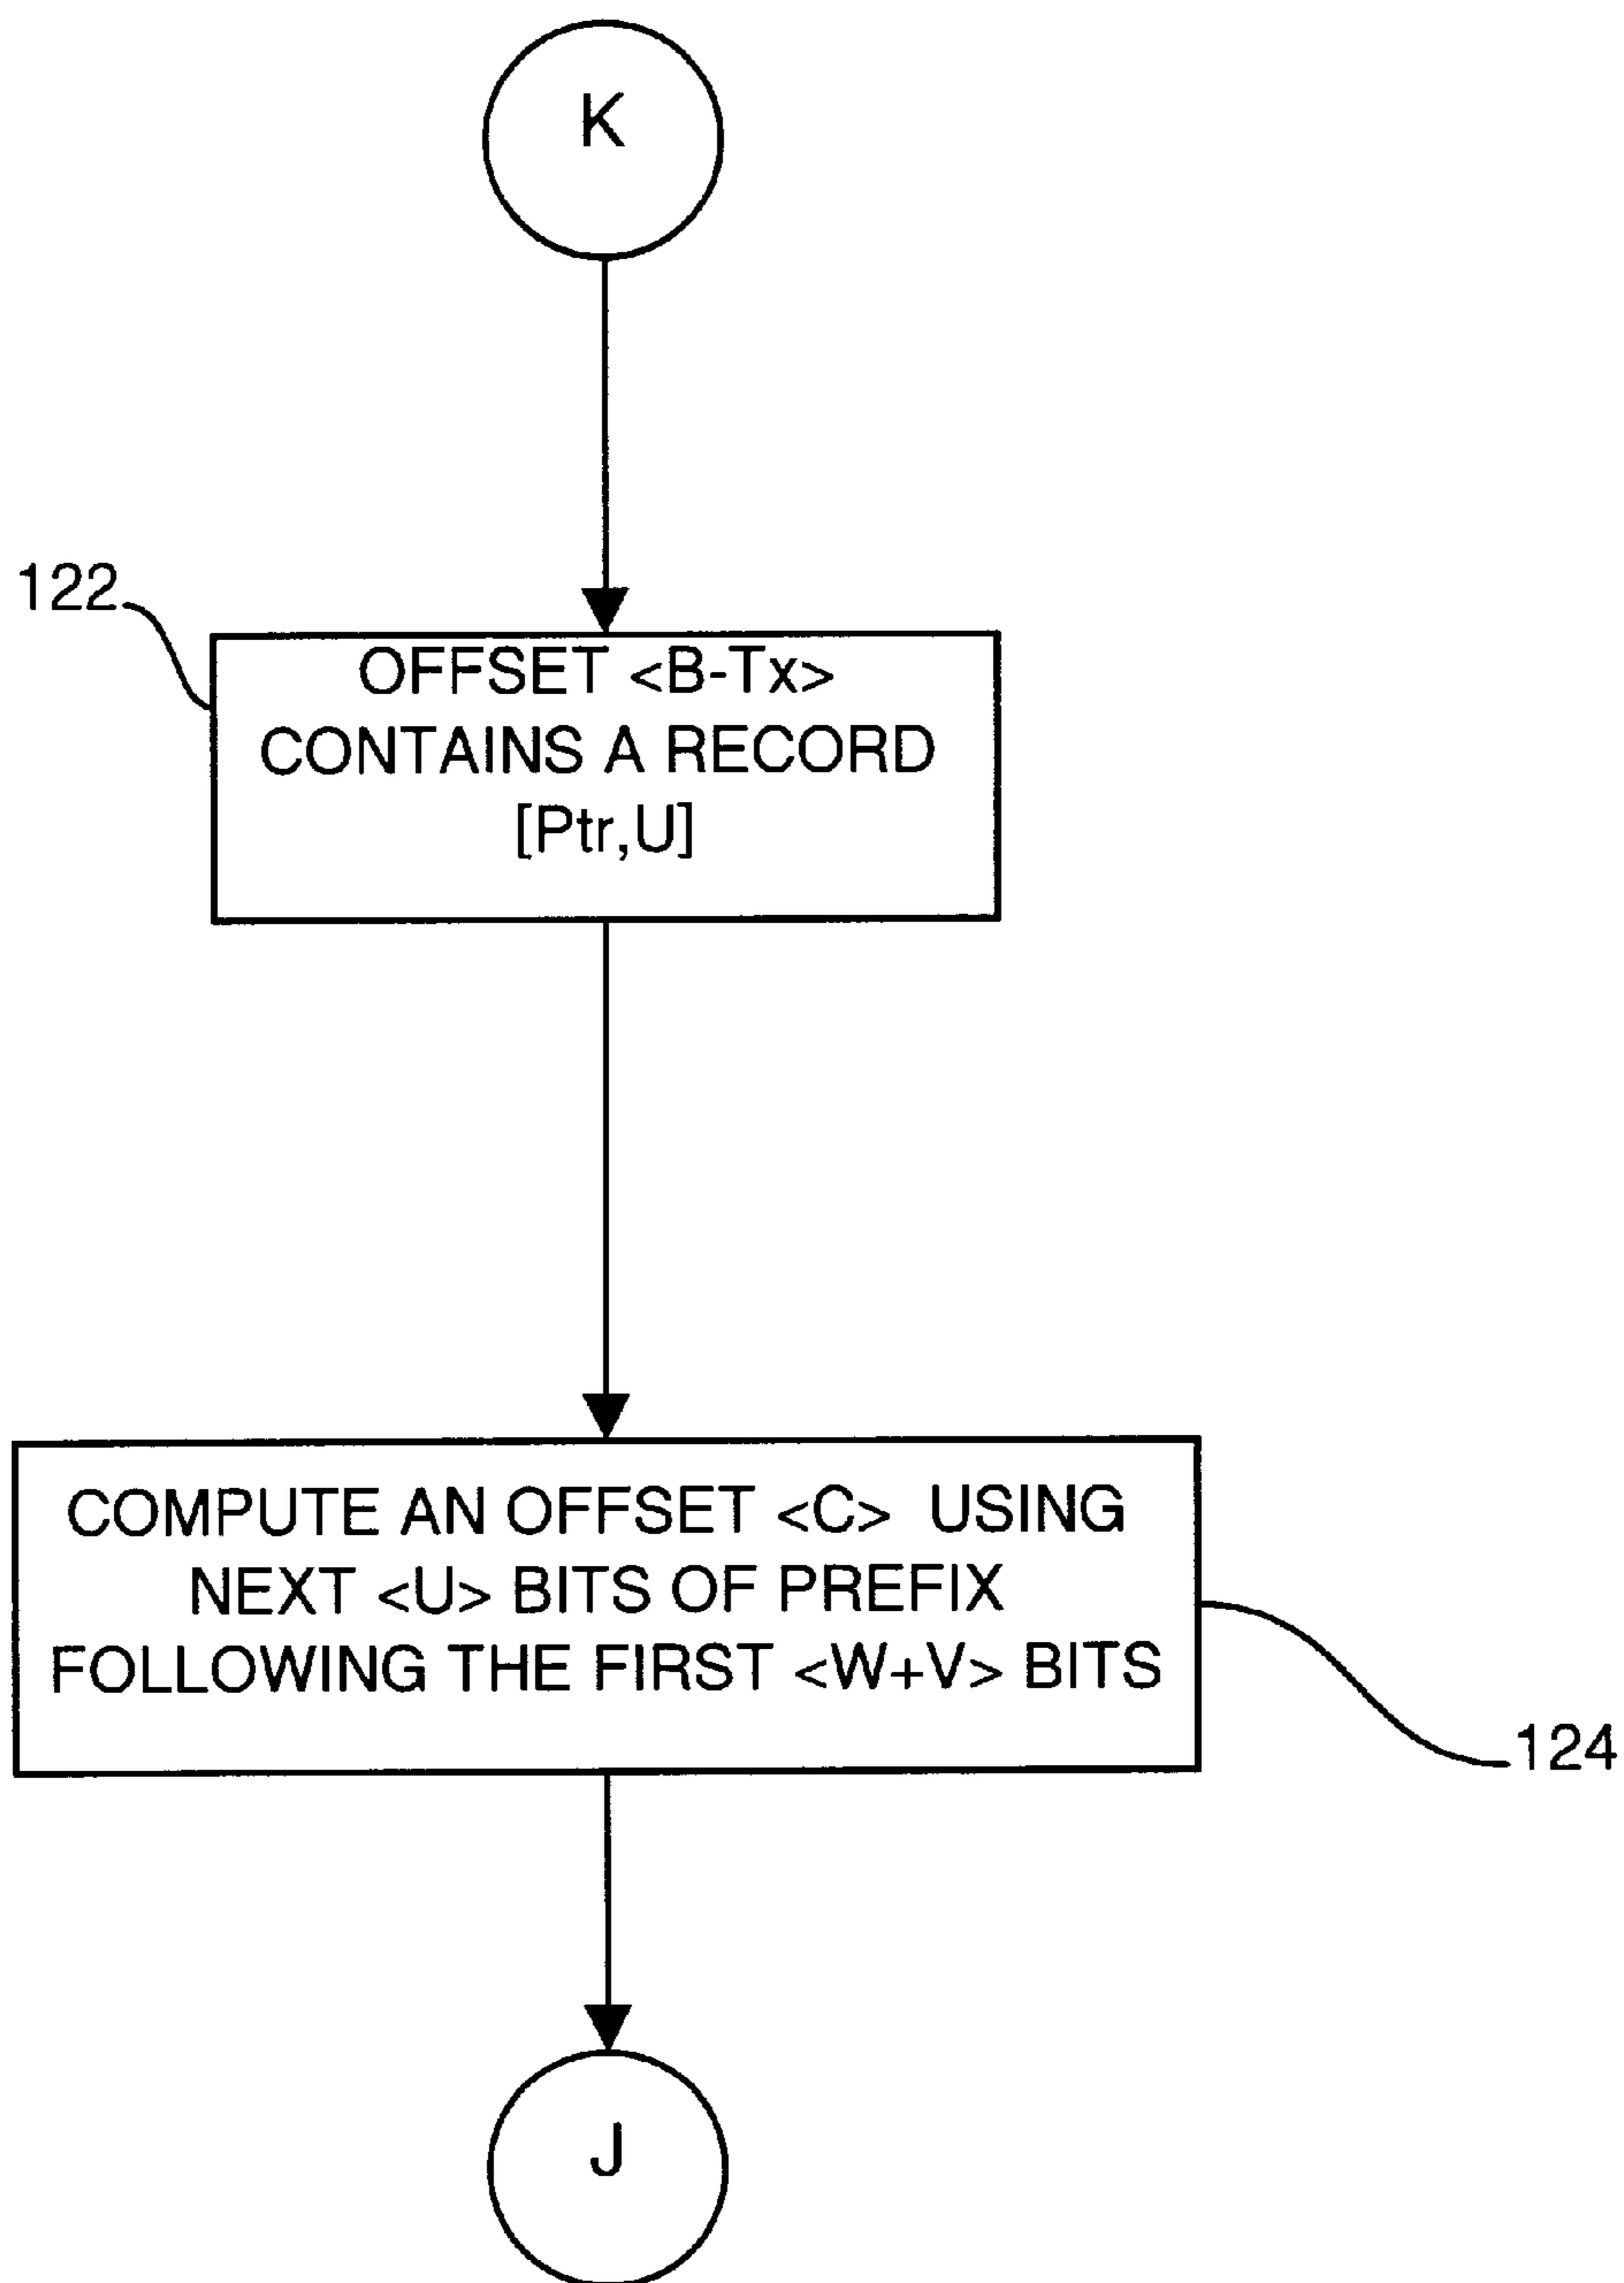 K
122
OFFSET <B-Tx>
CONTAINS A RECORD
[Ptr,U]
COMPUTE AN OFFSET <C> USING
NEXT <U> BITS OF PREFIX
FOLLOWING THE FIRST <W+V> BITS
124
J